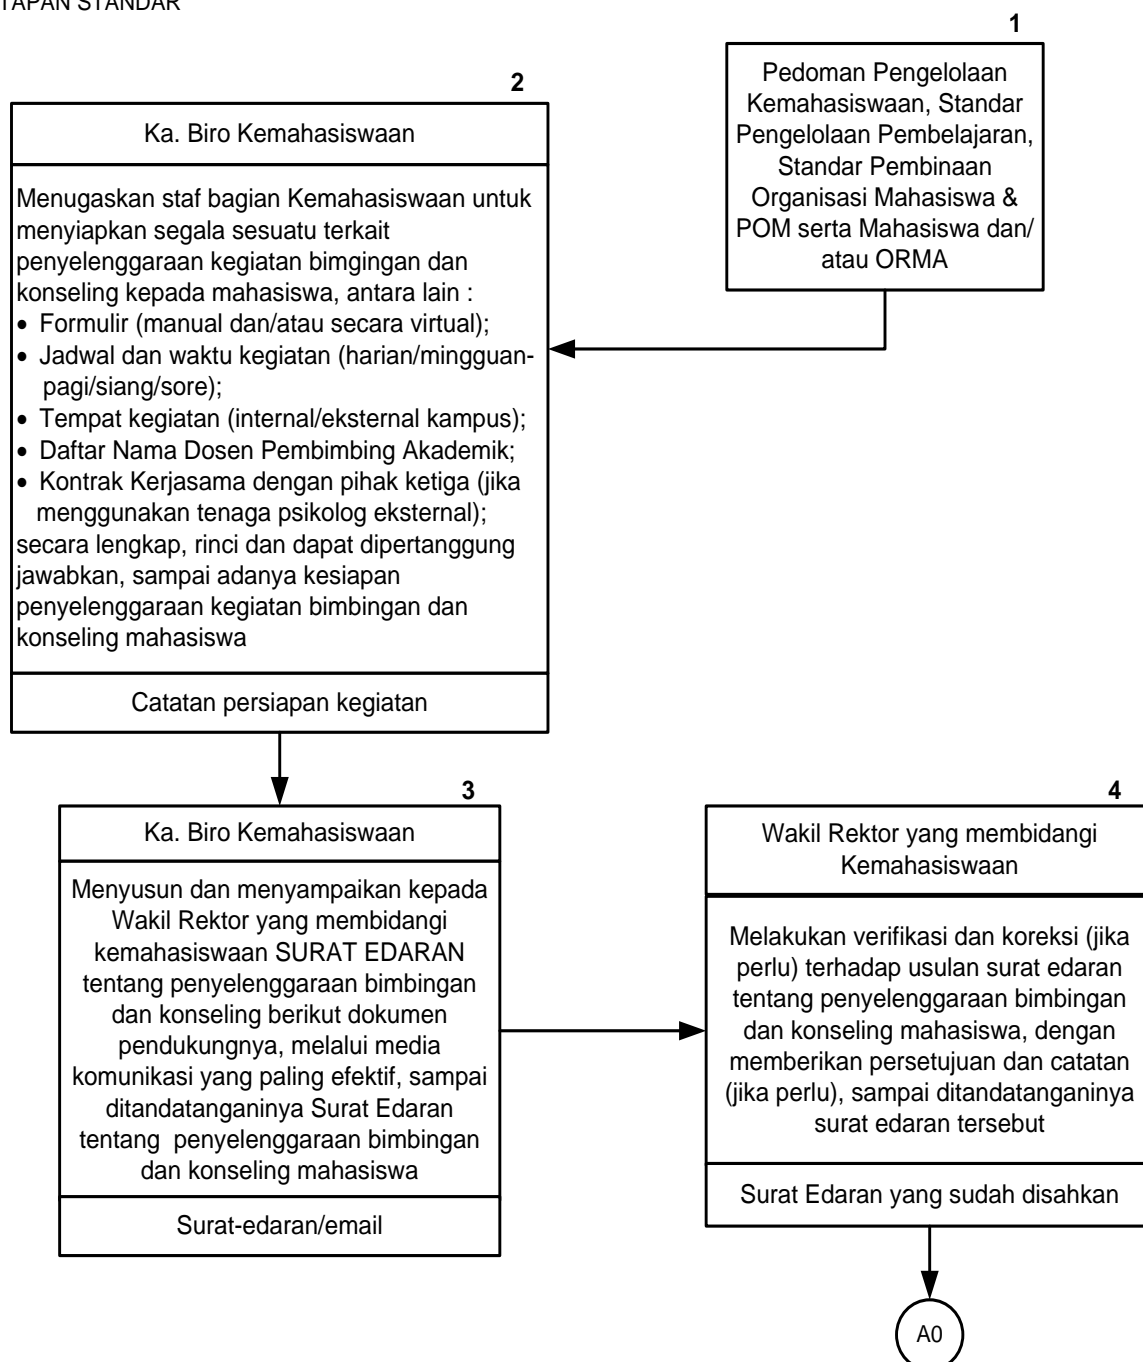 TAPAN STANDAR
1
Pedoman Pengelolaan
Kemahasiswaan, Standar
Pengelolaan Pembelajaran,
Standar Pembinaan
Organisasi Mahasiswa &
POM serta Mahasiswa dan/
atau ORMA
2
Ka. Biro Kemahasiswaan
Menugaskan staf bagian Kemahasiswaan untuk
menyiapkan segala sesuatu terkait
penyelenggaraan kegiatan bimgingan dan
konseling kepada mahasiswa, antara lain :
• Formulir (manual dan/atau secara virtual);
• Jadwal dan waktu kegiatan (harian/mingguan-
pagi/siang/sore);
• Tempat kegiatan (internal/eksternal kampus);
• Daftar Nama Dosen Pembimbing Akademik;
• Kontrak Kerjasama dengan pihak ketiga (jika
menggunakan tenaga psikolog eksternal);
secara lengkap, rinci dan dapat dipertanggung
jawabkan, sampai adanya kesiapan
penyelenggaraan kegiatan bimbingan dan
konseling mahasiswa
Catatan persiapan kegiatan
3
Ka. Biro Kemahasiswaan
Menyusun dan menyampaikan kepada
Wakil Rektor yang membidangi
kemahasiswaan SURAT EDARAN
tentang penyelenggaraan bimbingan
dan konseling berikut dokumen
pendukungnya, melalui media
komunikasi yang paling efektif, sampai
ditandatanganinya Surat Edaran
tentang  penyelenggaraan bimbingan
dan konseling mahasiswa
Surat-edaran/email
4
Wakil Rektor yang membidangi
Kemahasiswaan
Melakukan verifikasi dan koreksi (jika
perlu) terhadap usulan surat edaran
tentang penyelenggaraan bimbingan
dan konseling mahasiswa, dengan
memberikan persetujuan dan catatan
(jika perlu), sampai ditandatanganinya
surat edaran tersebut
Surat Edaran yang sudah disahkan
A0